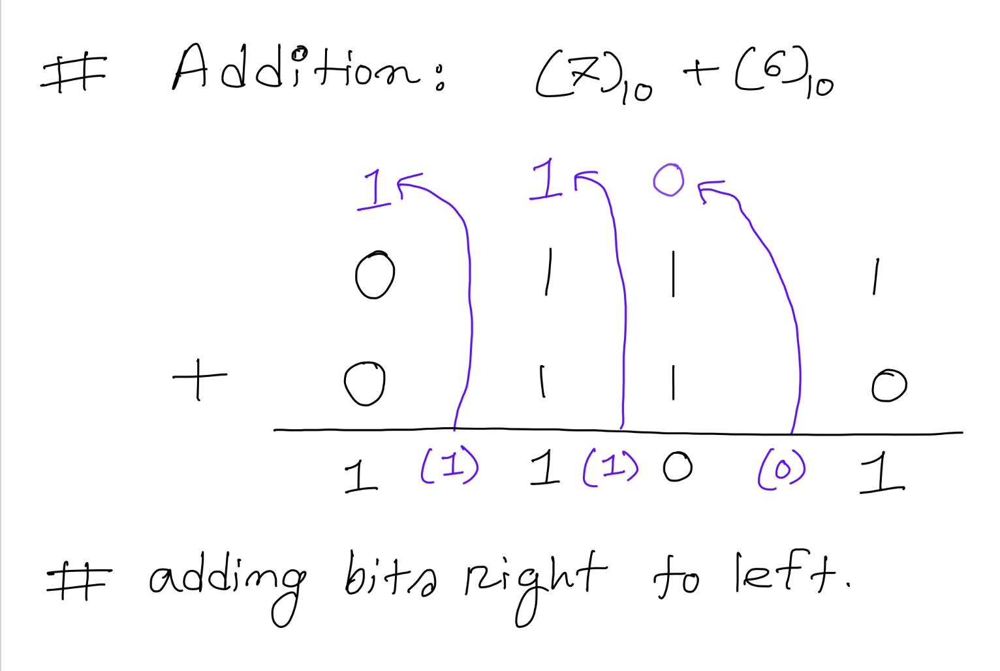 # Addition: (7)10 + (6)10
1 1 0
0 1 1 1
+ 0 1 1 0
1 (1) 1 (1) 0 (0) 1
# adding bits right to left.